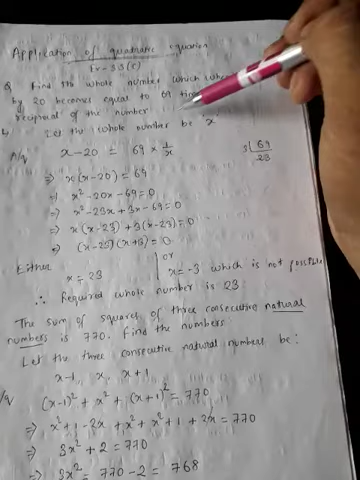 Application of quadratic equation
Ex-3.3 (C)
Q Find the whole number which when
by 20 becomes equal to 69 times
reciprocal of the number
Let the whole number be 'x'
A/q x-20 = 69 × 1/x
3 | 69
23
⇒ x(x-20) = 69
⇒ x² - 20x - 69 = 0
⇒ x² - 23x + 3x - 69 = 0
⇒ x(x-23) + 3(x-23) = 0
⇒ (x-23)(x+3) = 0
Either or
x = 23 x = -3 which is not possible
∴ Required whole number is 23
The sum of squares of three consecutive natural
numbers is 770. Find the numbers.
Let the three consecutive natural numbers be:
x-1, x, x+1
A/q (x-1)² + x² + (x+1)² = 770
⇒ x² + 1 - 2x + x² + x² + 1 + 2x = 770
⇒ 3x² + 2 = 770
⇒ 3x² = 770 - 2 = 768